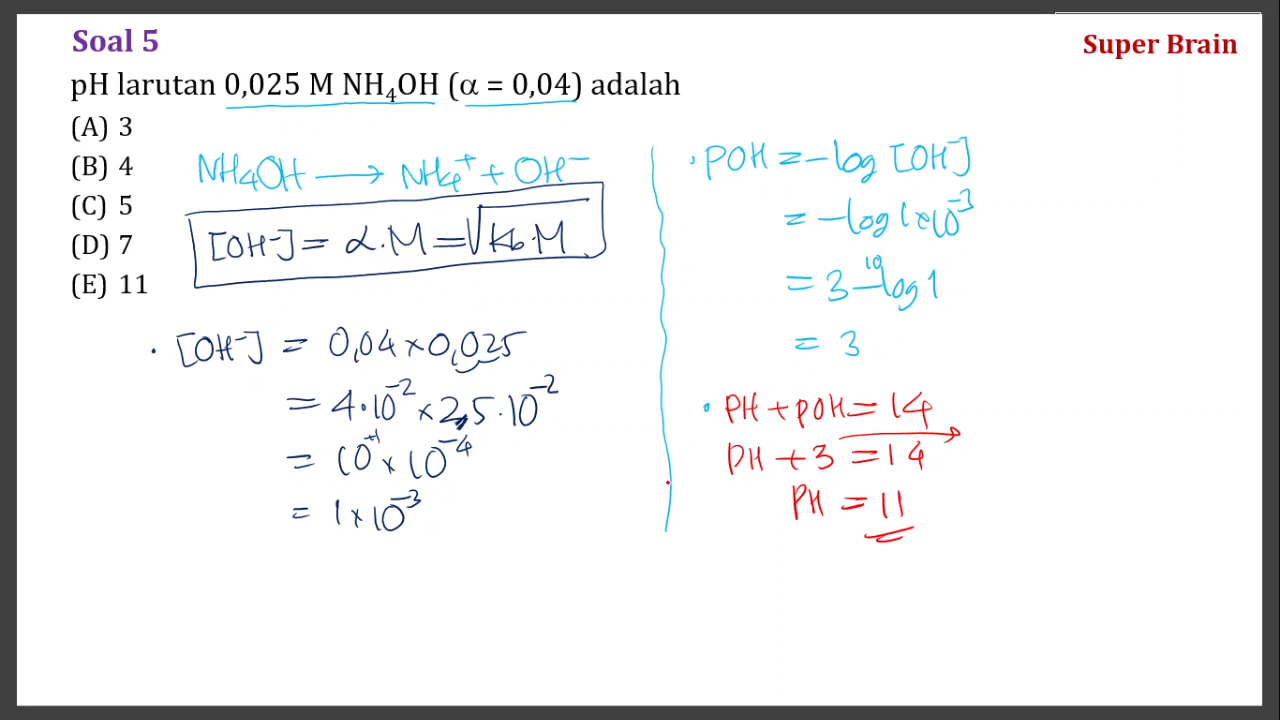 Soal 5
Super Brain
pH larutan 0,025 M NH₄OH (α = 0,04) adalah
(A) 3
(B) 4
(C) 5
(D) 7
(E) 11
NH4OH → NH4⁺ + OH⁻
[OH⁻] = α.M = √Kb.M
• [OH⁻] = 0,04 × 0,025
= 4·10⁻² × 2,5·10⁻²
= 10⁺¹ × 10⁻⁴
= 1 × 10⁻³
• POH = -log [OH⁻]
= -log 1×10⁻³
= 3 - ¹⁰log 1
= 3
• PH + POH = 14
PH + 3 = 14
PH = 11